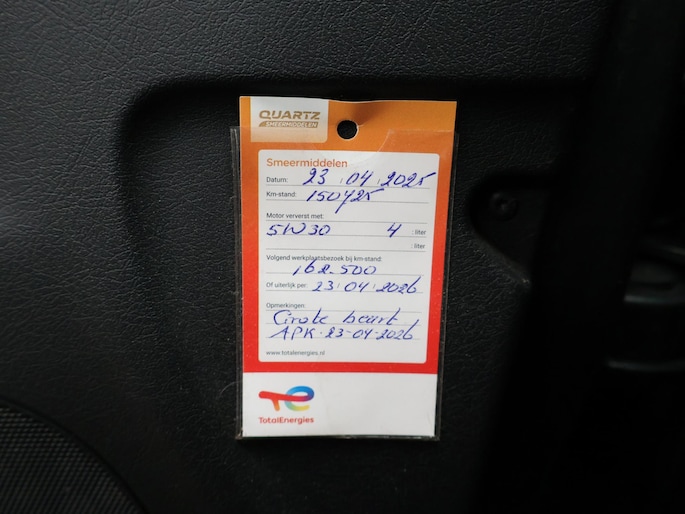 QUARTZ
SMEERMIDDELEN
Smeermiddelen
Datum: 23 04 2025
Km-stand: 150425
Motor ververst met:
5W30 4 : liter
: liter
Volgend werkplaatsbezoek bij km-stand:
162.500
Of uiterlijk per: 23 04 2026
Opmerkingen:
Grote beurt
APK 23-04-2026
www.totalenergies.nl
TotalEnergies